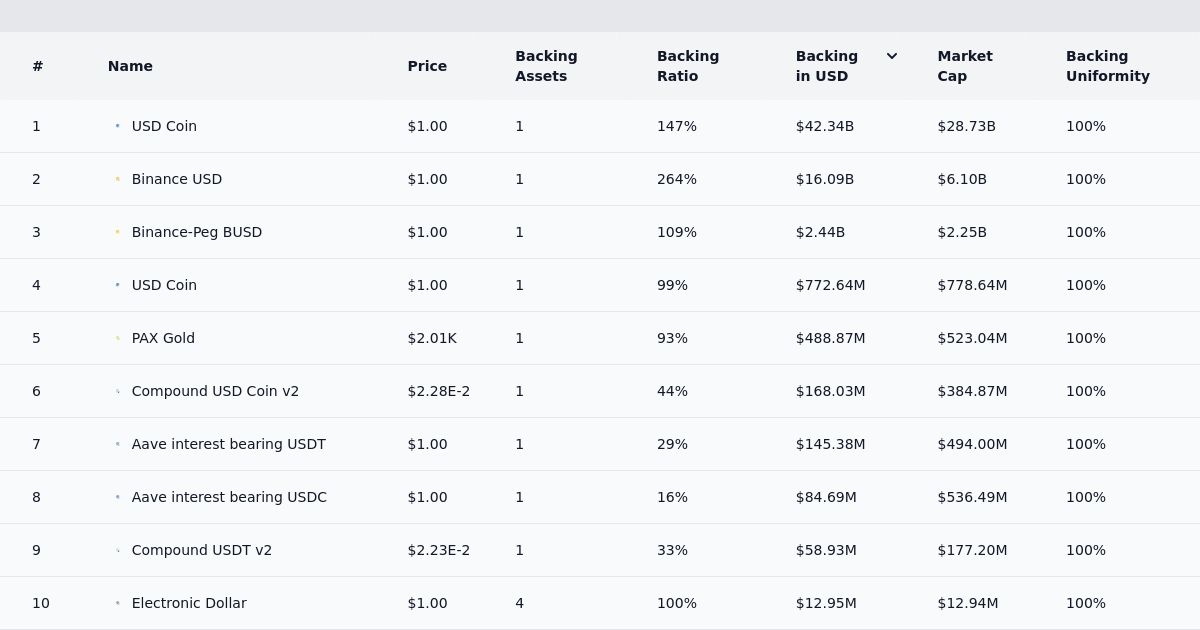 # Name Price Backing Assets Backing Ratio Backing in USD Market Cap Backing Uniformity
1 USD Coin $1.00 1 147% $42.34B $28.73B 100%
2 Binance USD $1.00 1 264% $16.09B $6.10B 100%
3 Binance-Peg BUSD $1.00 1 109% $2.44B $2.25B 100%
4 USD Coin $1.00 1 99% $772.64M $778.64M 100%
5 PAX Gold $2.01K 1 93% $488.87M $523.04M 100%
6 Compound USD Coin v2 $2.28E-2 1 44% $168.03M $384.87M 100%
7 Aave interest bearing USDT $1.00 1 29% $145.38M $494.00M 100%
8 Aave interest bearing USDC $1.00 1 16% $84.69M $536.49M 100%
9 Compound USDT v2 $2.23E-2 1 33% $58.93M $177.20M 100%
10 Electronic Dollar $1.00 4 100% $12.95M $12.94M 100%